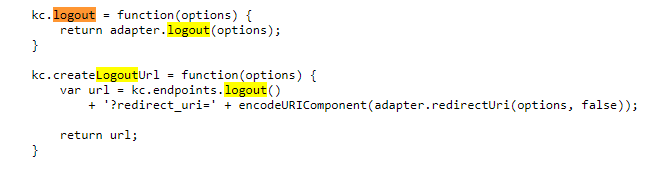 kc.logout = function(options) {
    return adapter.logout(options);
}
kc.createLogoutUrl = function(options) {
    var url = kc.endpoints.logout()
        + '?redirect_uri=' + encodeURIComponent(adapter.redirectUri(options, false));
    return url;
}